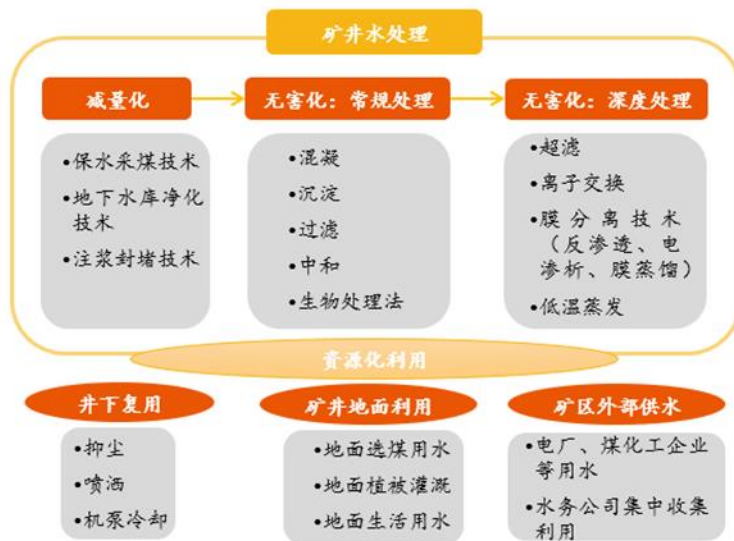 矿井水处理
减量化
无害化：常规处理
无害化：深度处理
•保水采煤技术
•地下水库净化
技术
•注浆封堵技术
•混凝
•沉淀
•过滤
•中和
•生物处理法
•超滤
•离子交换
•膜分离技术
（反渗透、电
渗析、膜蒸馏）
•低温蒸发
资源化利用
井下复用
矿井地面利用
矿区外部供水
•抑尘
•喷洒
•机泵冷却
•地面选煤用水
•地面植被灌溉
•地面生活用水
•电厂、煤化工企业
等用水
•水务公司集中收集
利用